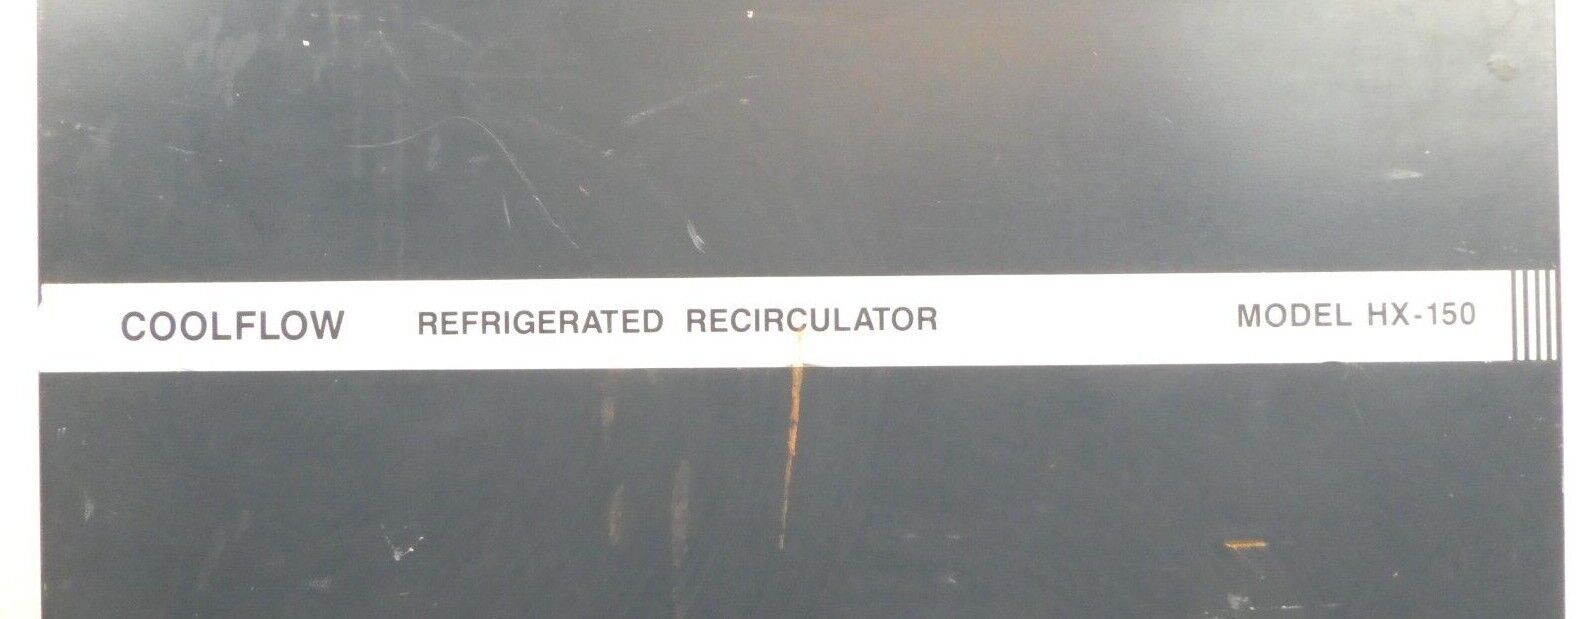 COOLFLOW REFRIGERATED RECIRCULATOR MODEL HX-150